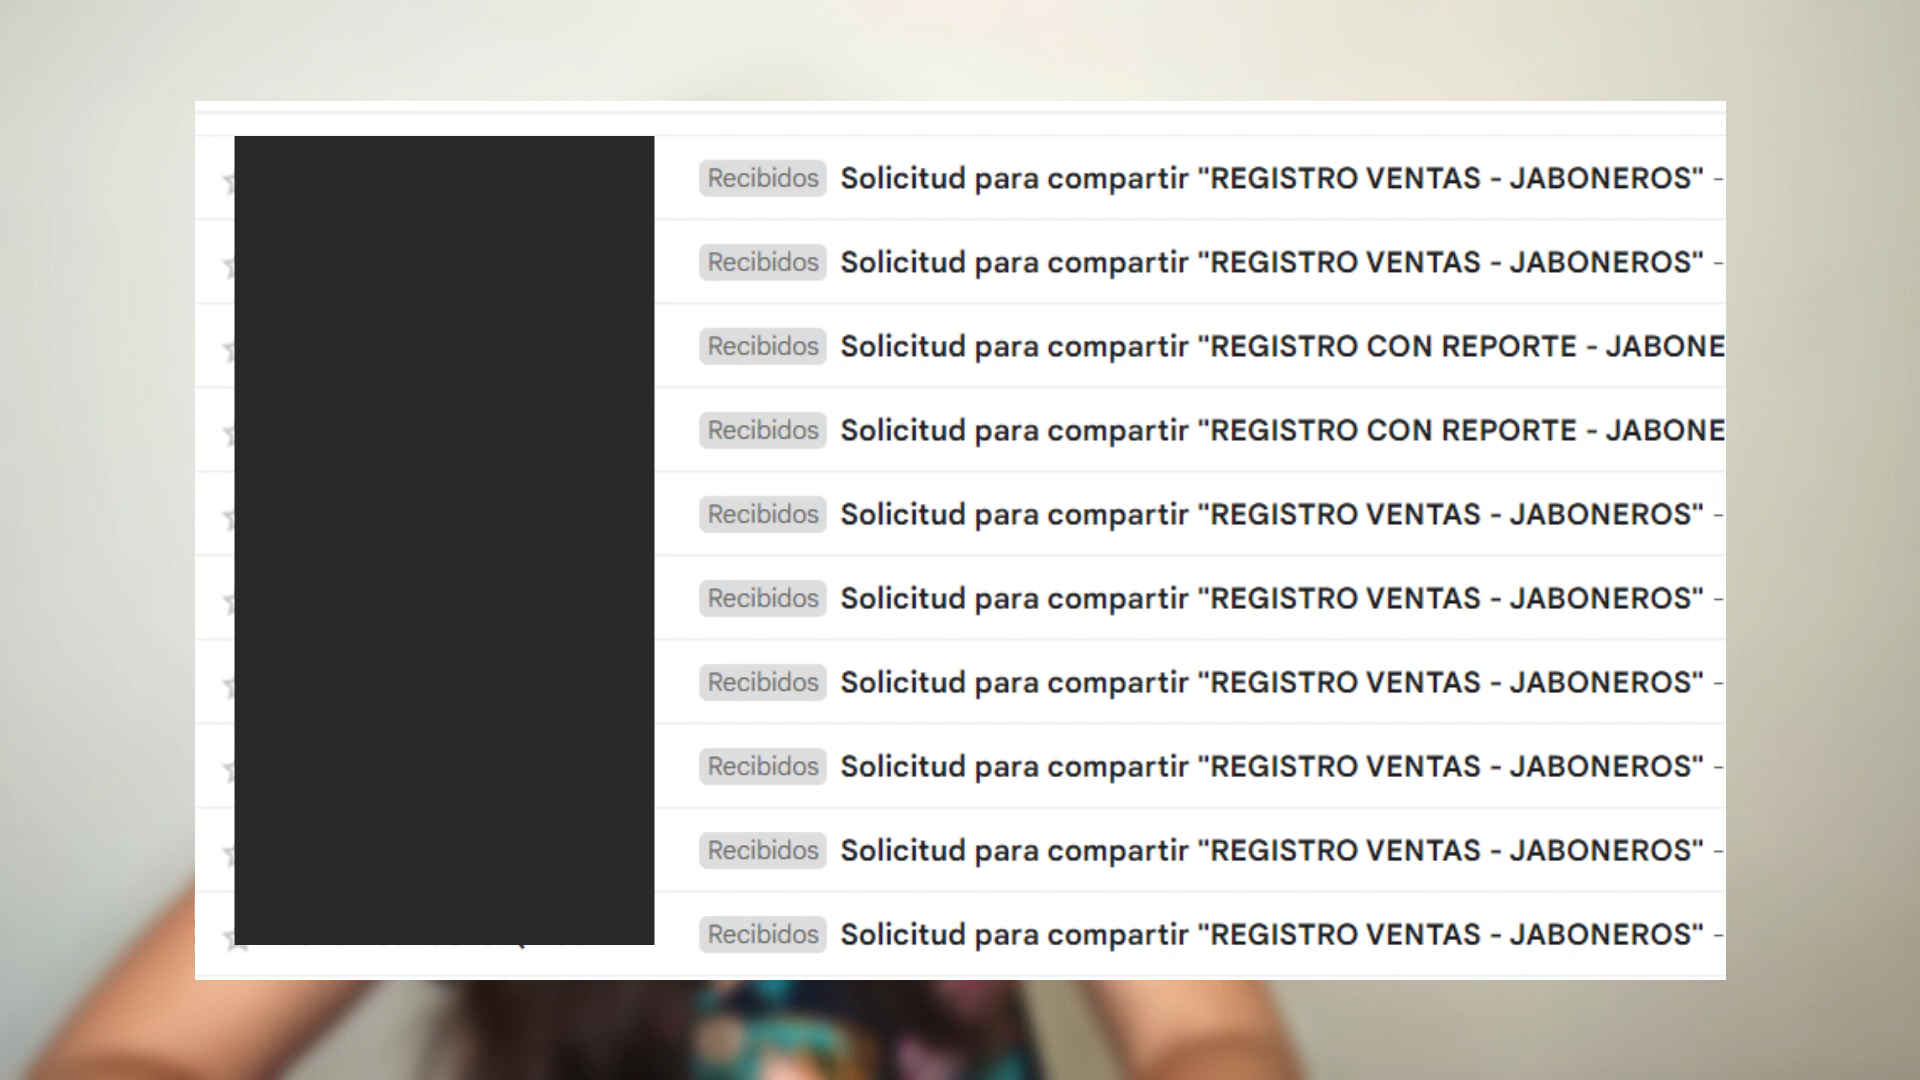 Recibidos Solicitud para compartir "REGISTRO VENTAS - JABONEROS" -
Recibidos Solicitud para compartir "REGISTRO VENTAS - JABONEROS" -
Recibidos Solicitud para compartir "REGISTRO CON REPORTE - JABONE
Recibidos Solicitud para compartir "REGISTRO CON REPORTE - JABONE
Recibidos Solicitud para compartir "REGISTRO VENTAS - JABONEROS" -
Recibidos Solicitud para compartir "REGISTRO VENTAS - JABONEROS" -
Recibidos Solicitud para compartir "REGISTRO VENTAS - JABONEROS" -
Recibidos Solicitud para compartir "REGISTRO VENTAS - JABONEROS" -
Recibidos Solicitud para compartir "REGISTRO VENTAS - JABONEROS" -
Recibidos Solicitud para compartir "REGISTRO VENTAS - JABONEROS" -